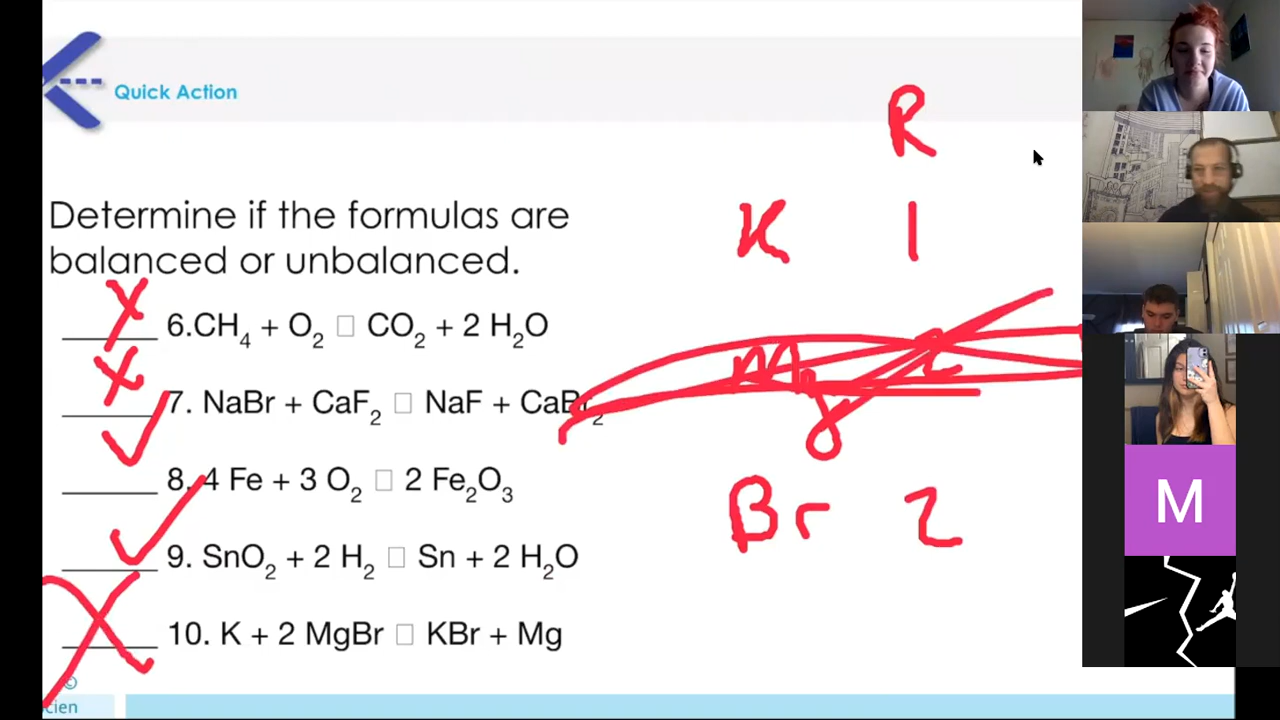 Quick Action
R
Determine if the formulas are
balanced or unbalanced.
K 1
6.CH4 + O2 □ CO2 + 2 H2O
7. NaBr + CaF2 □ NaF + CaBr2
8. 4 Fe + 3 O2 □ 2 Fe2O3
Br 2
9. SnO2 + 2 H2 □ Sn + 2 H2O
10. K + 2 MgBr □ KBr + Mg
©
cien
M